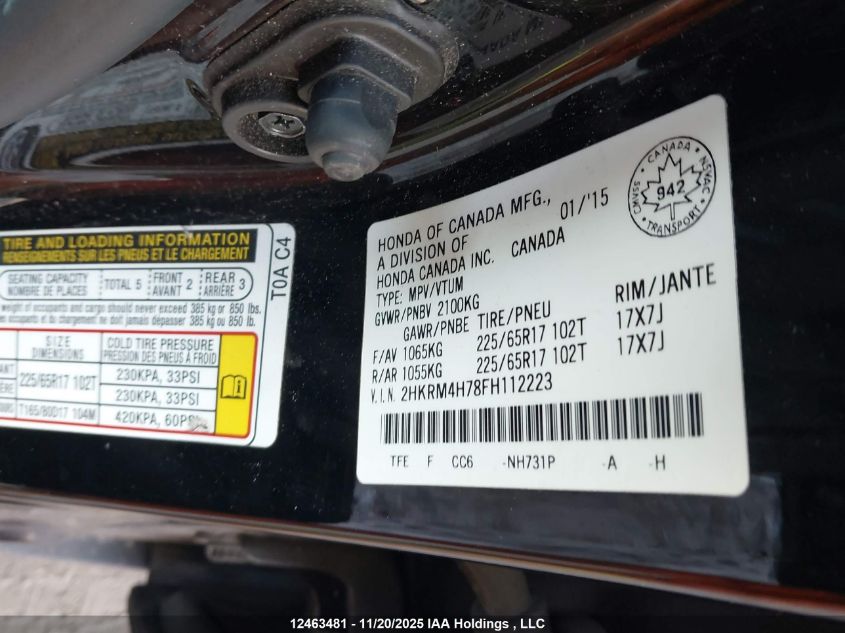 TIRE AND LOADING INFORMATION
RENSEIGNEMENTS SUR LES PNEUS ET LE CHARGEMENT
SEATING CAPACITY
NOMBRE DE PLACES
TOTAL 5
FRONT
AVANT 2
REAR
ARRIÈRE 3
weight of occupants and cargo should never exceed 385 kg or 850 lbs.
occupants et du chargement ne doit jamais dépasser 385 kg ou 850 lb.
SIZE
DIMENSIONS
COLD TIRE PRESSURE
PRESSION DES PNEUS À FROID
225/65R17 102T
230KPA, 33PSI
230KPA, 33PSI
T165/80D17 104M
420KPA, 60PSI
T0A C4
HONDA OF CANADA MFG., 01/'15
A DIVISION OF
HONDA CANADA INC. CANADA
TYPE: MPV/VTUM
GVWR/PNBV 2100KG
GAWR/PNBE TIRE/PNEU RIM/JANTE
F/AV 1065KG 225/65R17 102T 17X7J
R/AR 1055KG 225/65R17 102T 17X7J
V.I.N. 2HKRM4H78FH112223
TFE F CC6 -NH731P -A -H
CANADA
NSVAC
TRANSPORT
CMVSS
942
12463481 - 11/20/2025 IAA Holdings , LLC